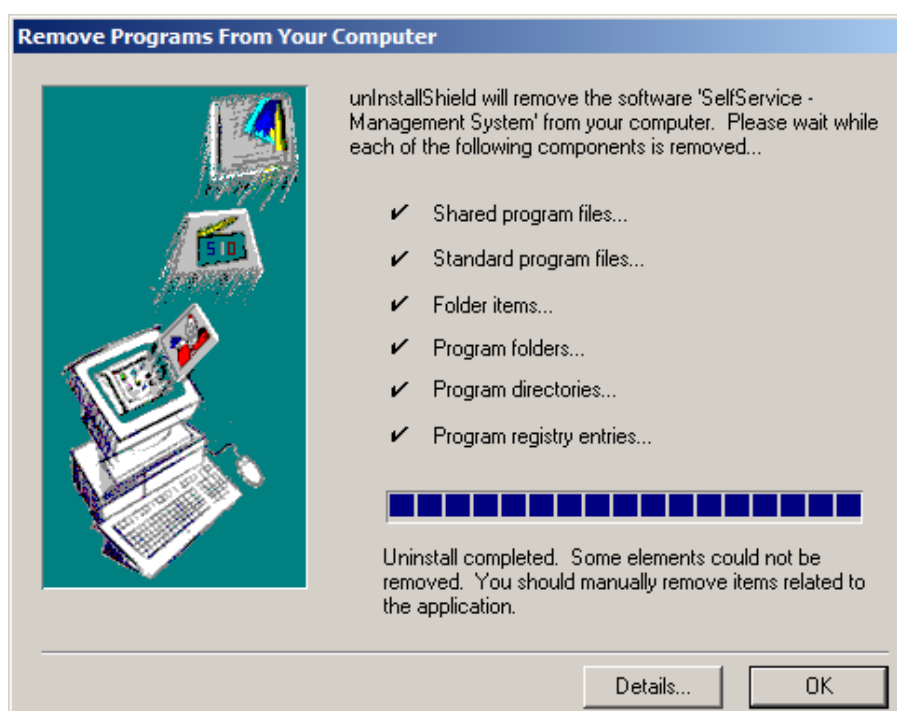 Remove Programs From Your Computer
unInstallShield will remove the software 'SelfService -
Management System' from your computer.  Please wait while
each of the following components is removed...
✔ Shared program files...
✔ Standard program files...
✔ Folder items...
✔ Program folders...
✔ Program directories...
✔ Program registry entries...
Uninstall completed.  Some elements could not be
removed.  You should manually remove items related to
the application.
Details...
OK